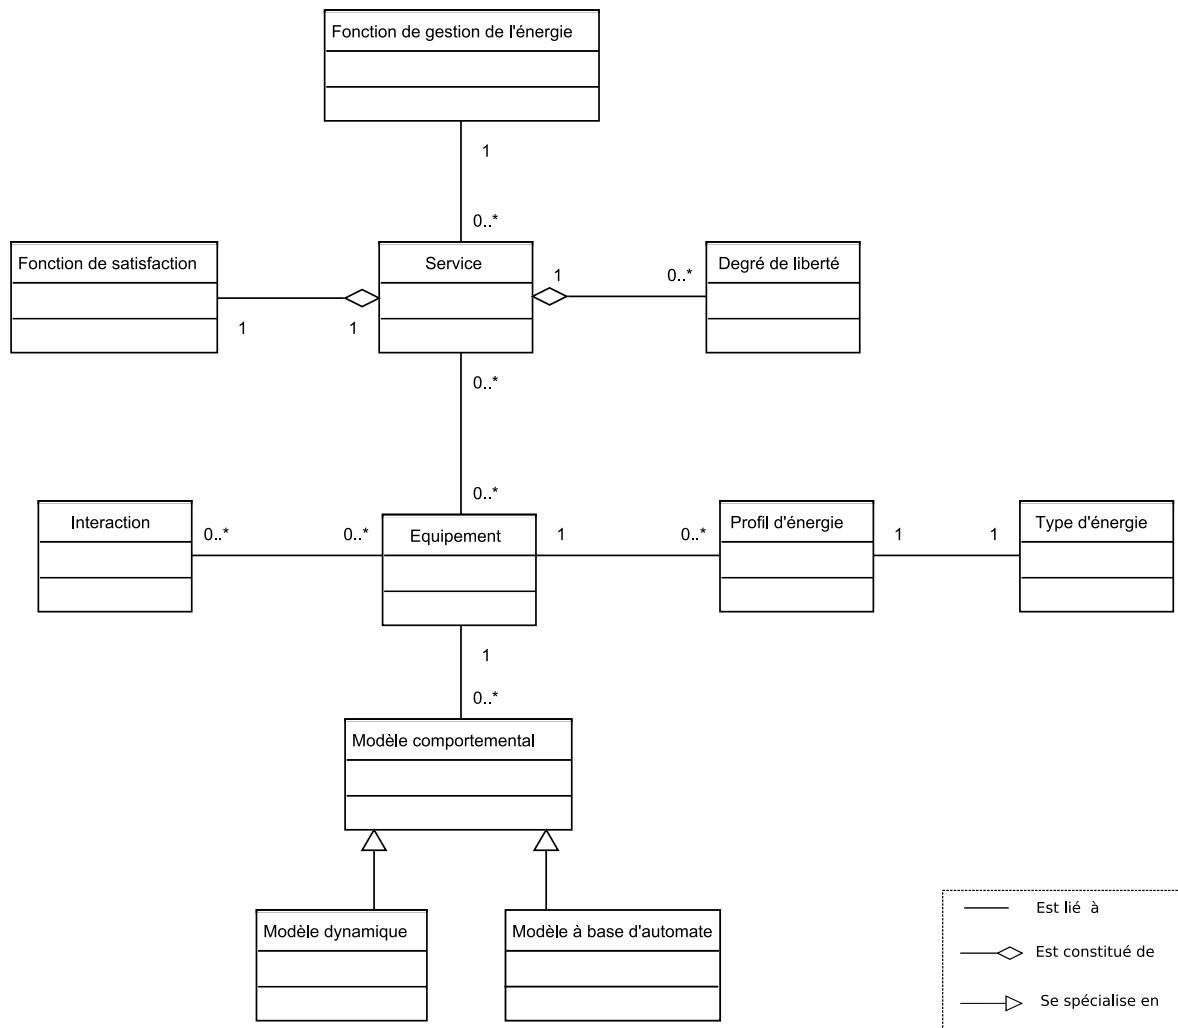 Fonction de gestion de l'énergie
1
0..*
Fonction de satisfaction
Service
Degré de liberté
1
0..*
1
1
0..*
0..*
Interaction
Equipement
Profil d'énergie
Type d'énergie
0..*
0..*
1
0..*
1
1
1
0..*
Modèle comportemental
Modèle dynamique
Modèle à base d'automate
Est lié à
Est constitué de
Se spécialise en